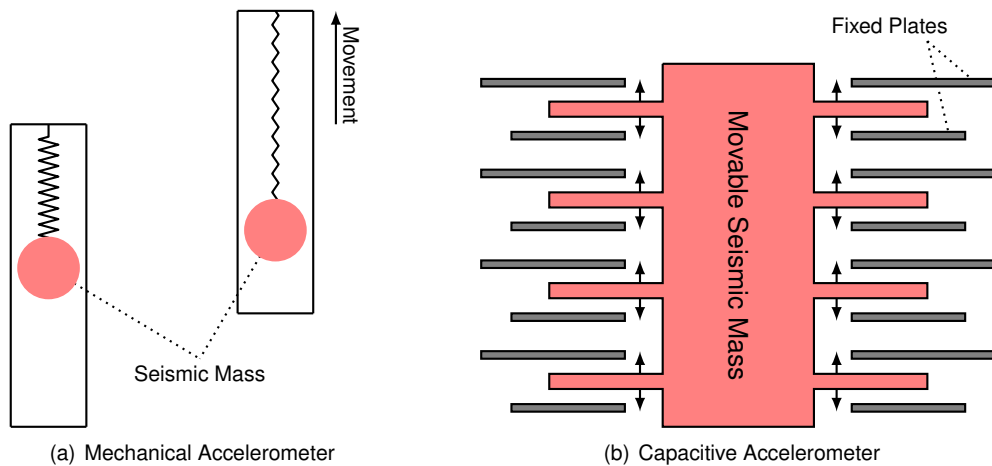 Movement
Seismic Mass
(a) Mechanical Accelerometer
Fixed Plates
Movable Seismic Mass
(b) Capacitive Accelerometer